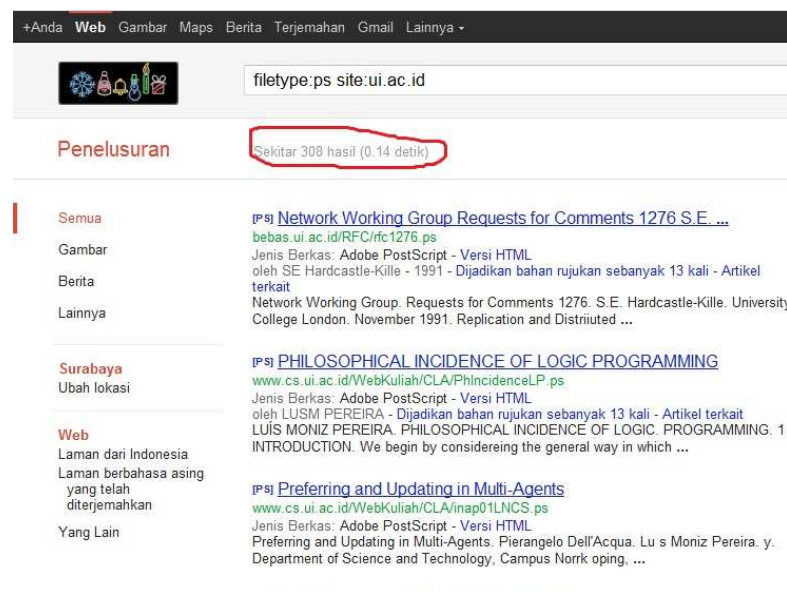 +Anda Web Gambar Maps Berita Terjemahan Gmail Lainnya
filetype:ps site:ui.ac.id
Penelusuran
Sekitar 308 hasil (0.14 detik)
Semua
Gambar
Berita
Lainnya
Surabaya
Ubah lokasi
Web
Laman dari Indonesia
Laman berbahasa asing
yang telah
diterjemahkan
Yang Lain
[PS] Network Working Group Requests for Comments 1276 S.E. ...
bebas.ui.ac.id/RFC/rfc1276.ps
Jenis Berkas: Adobe PostScript - Versi HTML
oleh SE Hardcastle-Kille - 1991 - Dijadikan bahan rujukan sebanyak 13 kali - Artikel
terkait
Network Working Group. Requests for Comments 1276. S.E. Hardcastle-Kille. University
College London. November 1991. Replication and Distriiuted ...
[PS] PHILOSOPHICAL INCIDENCE OF LOGIC PROGRAMMING
www.cs.ui.ac.id/WebKuliah/CLA/PhIncidenceLP.ps
Jenis Berkas: Adobe PostScript - Versi HTML
oleh LUSM PEREIRA - Dijadikan bahan rujukan sebanyak 13 kali - Artikel terkait
LUÍS MONIZ PEREIRA. PHILOSOPHICAL INCIDENCE OF LOGIC. PROGRAMMING. 1
INTRODUCTION. We begin by considereing the general way in which ...
[PS] Preferring and Updating in Multi-Agents
www.cs.ui.ac.id/WebKuliah/CLA/inap01LNCS.ps
Jenis Berkas: Adobe PostScript - Versi HTML
Preferring and Updating in Multi-Agents. Pierangelo Dell'Acqua. Lu s Moniz Pereira. y.
Department of Science and Technology, Campus Norrk oping, ...